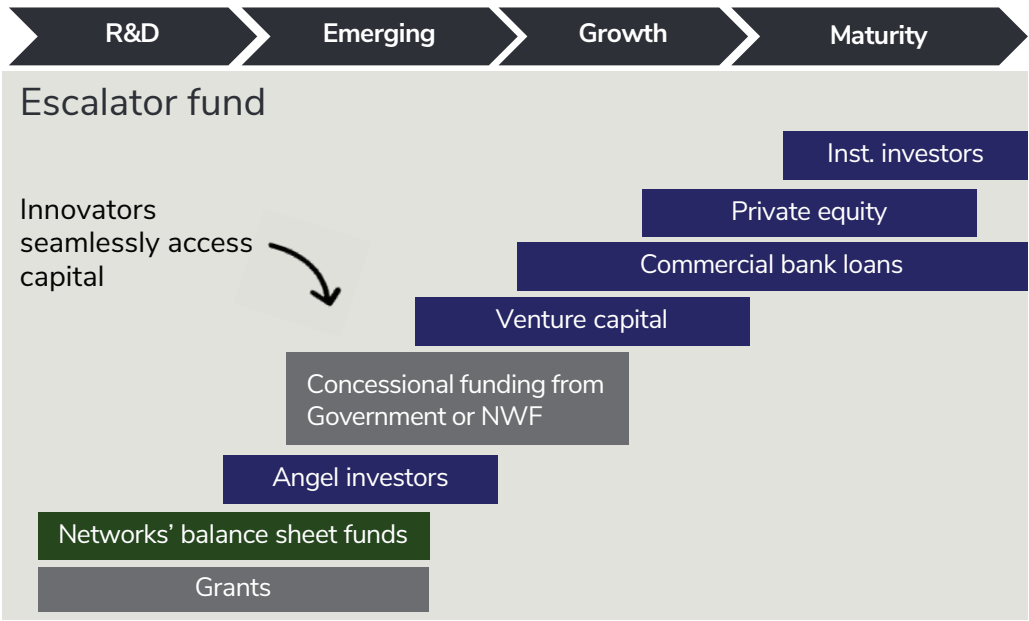 R&D
Emerging
Growth
Maturity
Escalator fund
Inst. investors
Innovators
seamlessly access
capital
Private equity
Commercial bank loans
Venture capital
Concessional funding from
Government or NWF
Angel investors
Networks’ balance sheet funds
Grants